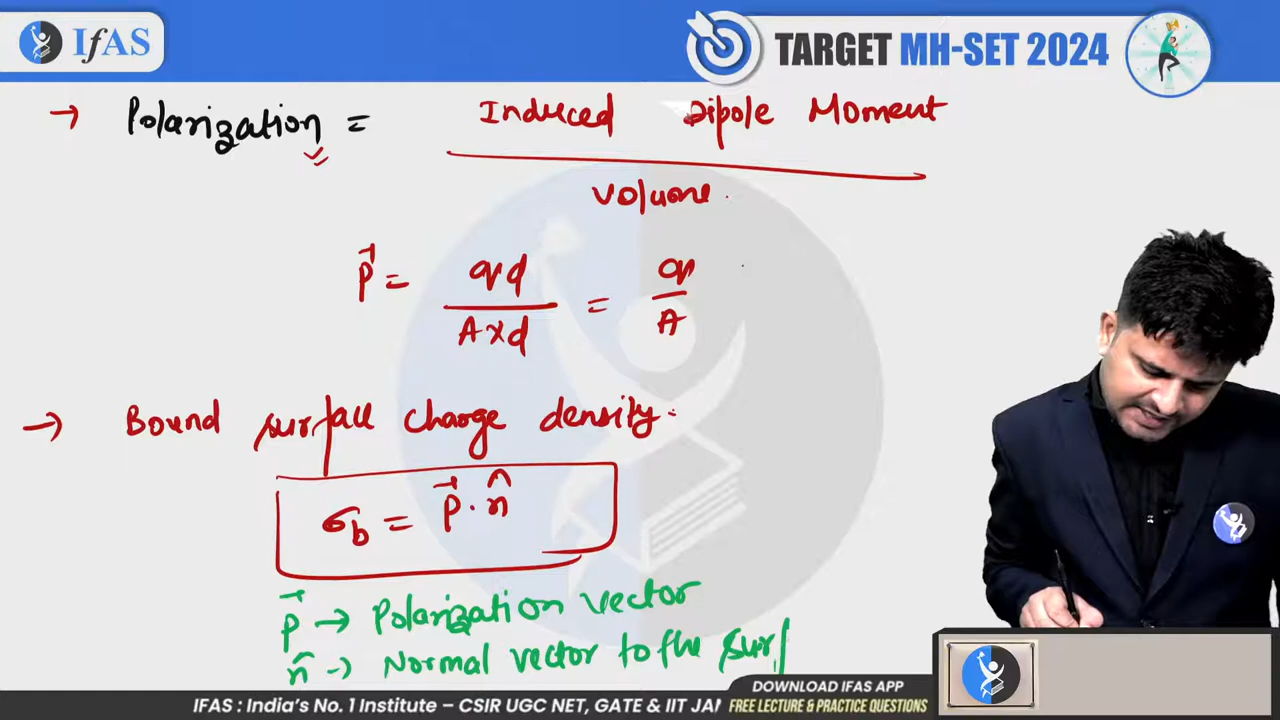 IfAS
TARGET MH-SET 2024
→ Polarization = Induced Dipole Moment
Volume.
P⃗ = qd / A×d = q / A
→ Bound surface charge density.
σb = P⃗ · n̂
P⃗ → Polarization vector
n̂ → Normal vector to the surf
DOWNLOAD IFAS APP
IFAS : India's No. 1 Institute – CSIR UGC NET, GATE & IIT JAM
FREE LECTURE & PRACTICE QUESTIONS